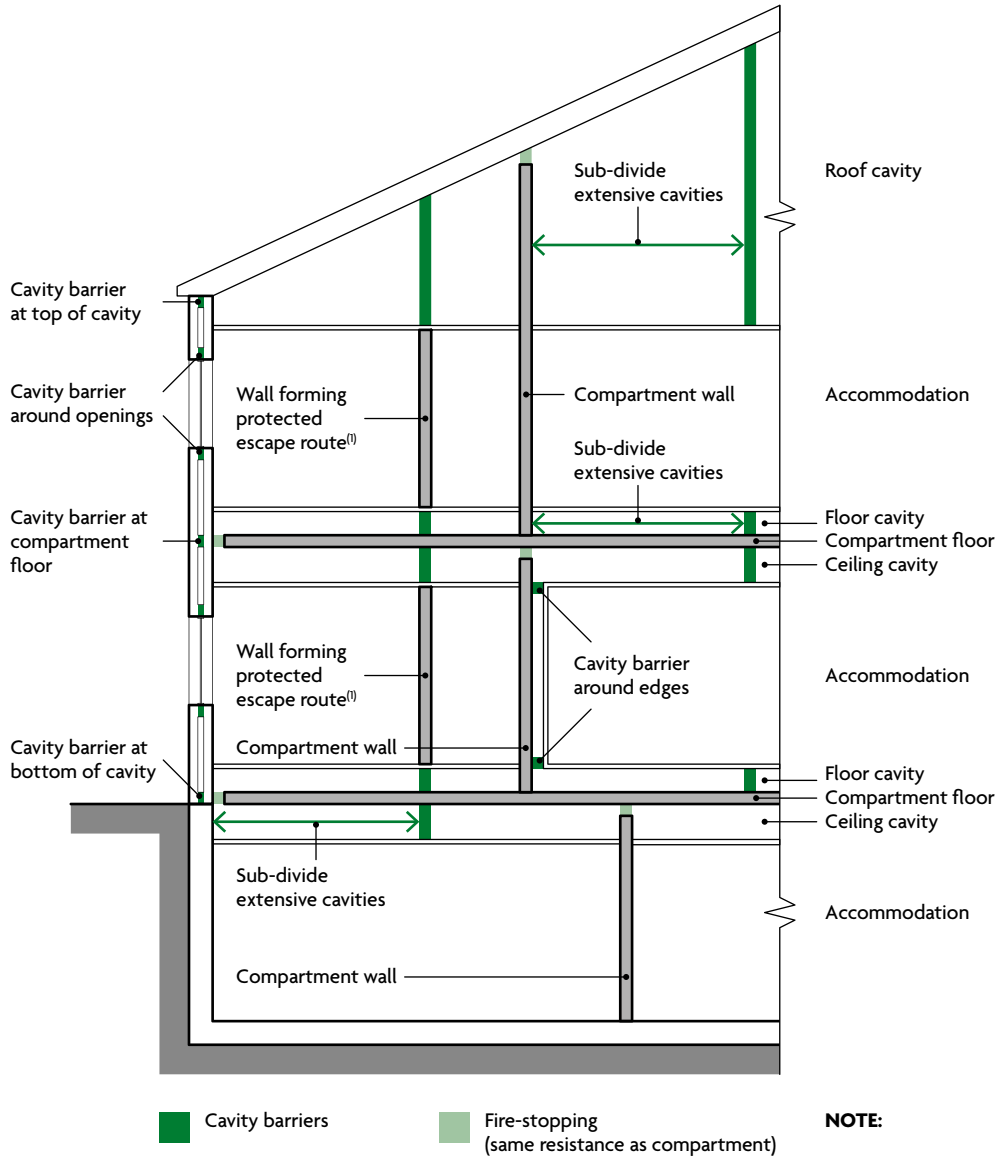 Roof cavity
Sub-divide
extensive cavities
Cavity barrier
at top of cavity
Cavity barrier
around openings
Wall forming
protected
escape route(1)
Compartment wall
Accommodation
Sub-divide
extensive cavities
Cavity barrier at
compartment
floor
Floor cavity
Compartment floor
Ceiling cavity
Wall forming
protected
escape route(1)
Cavity barrier
around edges
Accommodation
Compartment wall
Cavity barrier at
bottom of cavity
Floor cavity
Compartment floor
Ceiling cavity
Sub-divide
extensive cavities
Accommodation
Compartment wall
Cavity barriers
Fire-stopping
(same resistance as compartment)
NOTE: